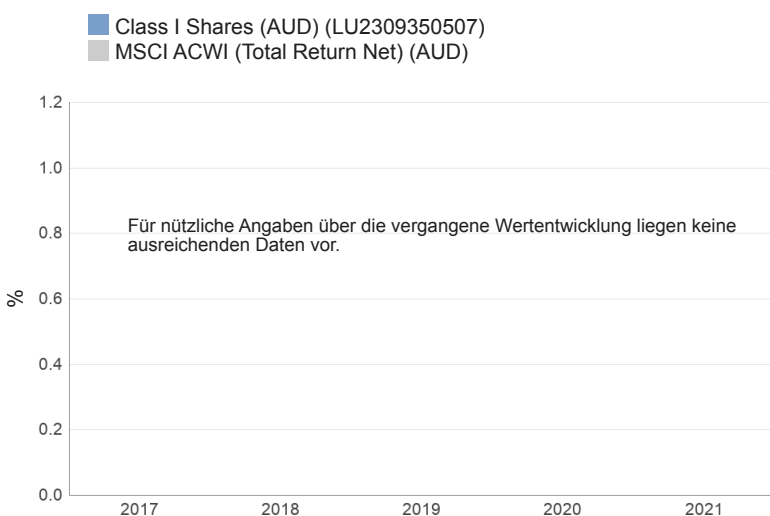 Class I Shares (AUD) (LU2309350507)
MSCI ACWI (Total Return Net) (AUD)
1.2
1.0
Für nützliche Angaben über die vergangene Wertentwicklung liegen keine
0.8
ausreichenden Daten vor.
%
0.6
0.4
0.2
0.0
2017 2018 2019 2020 2021